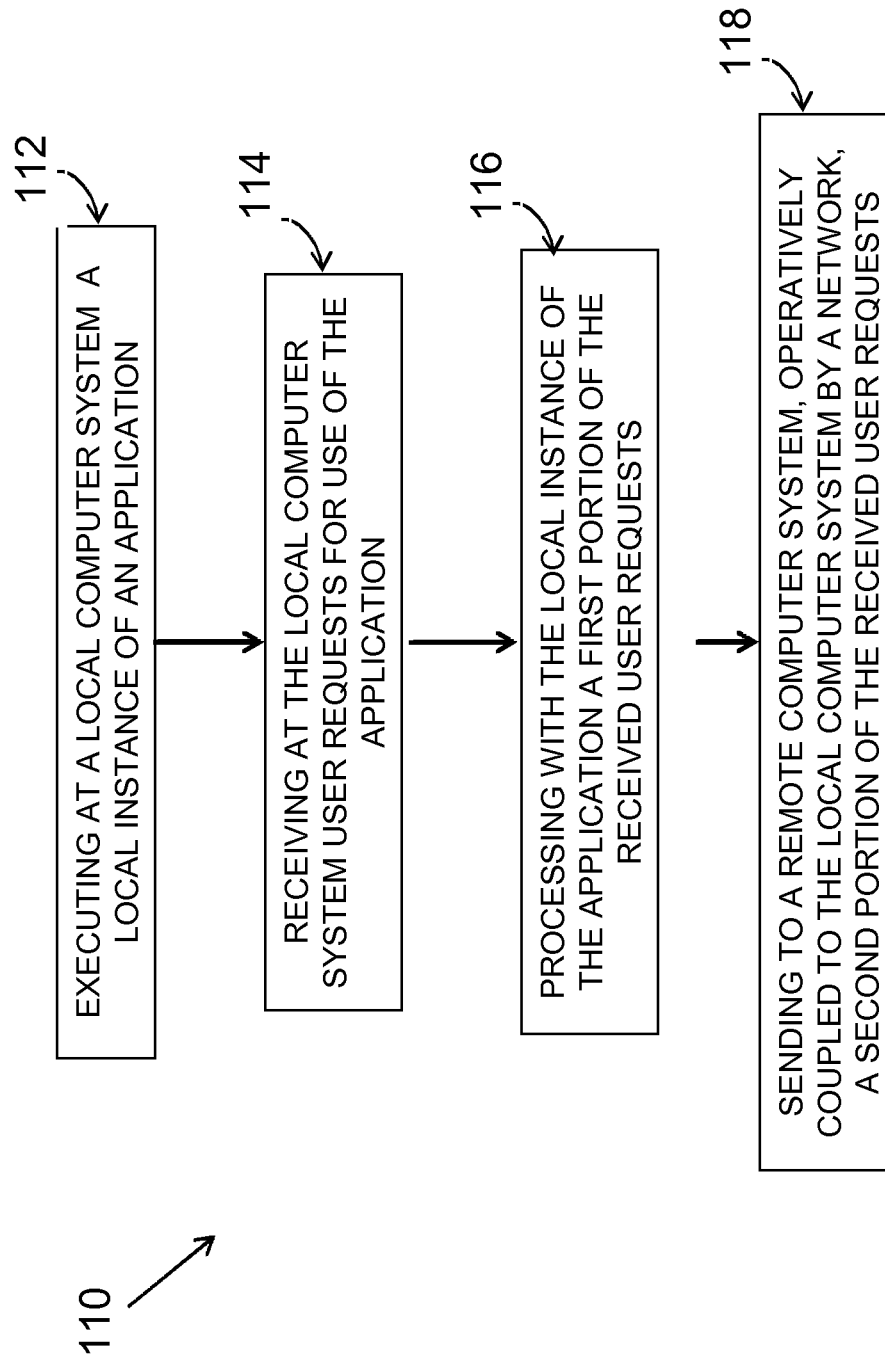 110
112
EXECUTING AT A LOCAL COMPUTER SYSTEM A
LOCAL INSTANCE OF AN APPLICATION
114
RECEIVING AT THE LOCAL COMPUTER
SYSTEM USER REQUESTS FOR USE OF THE
APPLICATION
116
PROCESSING WITH THE LOCAL INSTANCE OF
THE APPLICATION A FIRST PORTION OF THE
RECEIVED USER REQUESTS
118
SENDING TO A REMOTE COMPUTER SYSTEM, OPERATIVELY
COUPLED TO THE LOCAL COMPUTER SYSTEM BY A NETWORK,
A SECOND PORTION OF THE RECEIVED USER REQUESTS